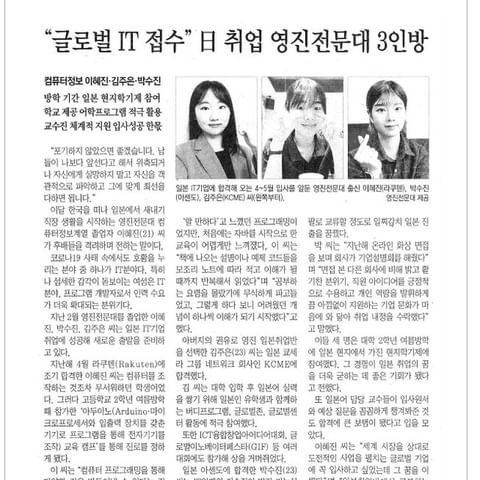 “글로벌 IT 접수” 日 취업 영진전문대 3인방
컴퓨터정보 이혜진·김주은·박수진
방학 기간 일본 현지학기제 참여
학교 제공 어학프로그램 적극 활용
교수진 체계적 지원 입사성공 한몫
일본 IT기업에 합격해 오는 4~5월 입사를 앞둔 영진전문대 출신 이혜진(라쿠텐), 박수진
(아센도), 김주은(KCME) 씨(왼쪽부터).
영진전문대 제공
“포기하지 않았으면 좋겠습니다. 남
들이 나보다 앞선다고 해서 위축되거
나 자신에게 실망하지 말고 자신을 객
관적으로 파악하고 그에 맞게 최선을
다하면 됩니다.”
이달 한국을 떠나 일본에서 새내기
직장 생활을 시작하는 영진전문대 컴
퓨터정보계열 졸업자 이혜진(21) 씨
가 후배들을 격려하며 전하는 말이다.
코로나19 사태 속에서도 호황을 누
리는 분야 중 하나가 IT분야다. 특히
나 섬세한 감각이 돋보이는 여성은 IT
분야, 프로그램 개발자로서 인력 수요
가 더욱 확대되는 분위기다.
지난 2월 영진전문대를 졸업한 이혜
진, 박수진, 김주은 씨는 일본 IT기업
취업에 성공해 새로운 출발을 준비하
고 있다.
지난해 4월 라쿠텐(Rakuten)에
조기 합격한 이혜진 씨는 컴퓨터를 조
작하는 것조차 무서워하던 학생이었
다. 그러다 고등학교 2학년 여름방학
때 참가한 ‘아두이노(Arduino·마이
크로프로세서와 입출력 장치를 갖춘
기기로 프로그램을 통해 전자기기를
조작) 교육 캠프’를 통해 진로를 정하
게 됐다.
이 씨는 “컴퓨터 프로그래밍을 통해
‘할 만하다’고 느꼈던 프로그래밍이
었지만, 처음에는 자바를 시작으로 한
교육이 어렵게만 느껴졌다. 이 씨는
“책에 나오는 설명이나 예제 코드들을
모조리 노트에 따라 적고 이해가 될
때까지 반복해서 읽었다”며 “공부
하는 요령을 몰랐기에 무식하게 파고들
었고, 그렇게 하다 보니 어려웠던 개
념이 하나씩 이해가 되기 시작했다”고
했다.
아버지의 권유로 영진 일본취업반
을 선택한 김주은(23) 씨는 일본 교세
라 그룹 네트워크 회사인 KCME에
합격했다.
김 씨는 대학 입학 후 일본어 실력
을 쌓기 위해 일본인 유학생과 함께하
는 버디프로그램, 글로벌존, 글로벌센
터 활동에 적극 참여했다.
또한 ICT융합창업아이디어대회, 글
로벌이노베이터페스타(GIF) 등 여러
대회에도 참가해 상을 거머쥐었다.
일본 아센도에 합격한 박수진(23)
팔로 교류할 정도로 일찌감치 일본 진
출을 꿈꿨다.
박 씨는 “지난해 온라인 화상 면접
을 보며 회사가 기업설명회를 해줬다”
며 “면접 본 다른 회사에 비해 밝고 활
기찬 분위기, 직원 아이디어를 긍정적
으로 수용하고 개인 역량을 발휘하게
끔 아낌없이 지원하는 기업 문화가 마
음에 와 닿아 취업 내정을 수락했다”
고 말했다.
이들 세 명은 대학 2학년 여름방학
에 일본 현지에서 가진 현지학기제에
참여했다. 그 경험이 일본 취업의 꿈
을 더욱 굳히는 데 좋은 기회가 됐다
고 전했다.
또 일본어 담당 교수들이 입사원서
와 예상 질문을 꼼꼼하게 챙겨봐준 것
도 합격에 큰 보탬이 됐다고 입을 모
았다.
이혜진 씨는 “세계 시장을 상대로
도전적인 사업을 펼치는 글로벌 기업
에 꼭 입사하고 싶었는데 그 꿈을 이